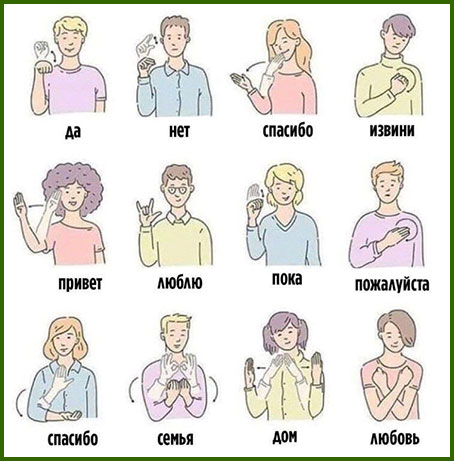 да нет спасибо извини
привет люблю пока пожалуйста
спасибо семья дом любовь